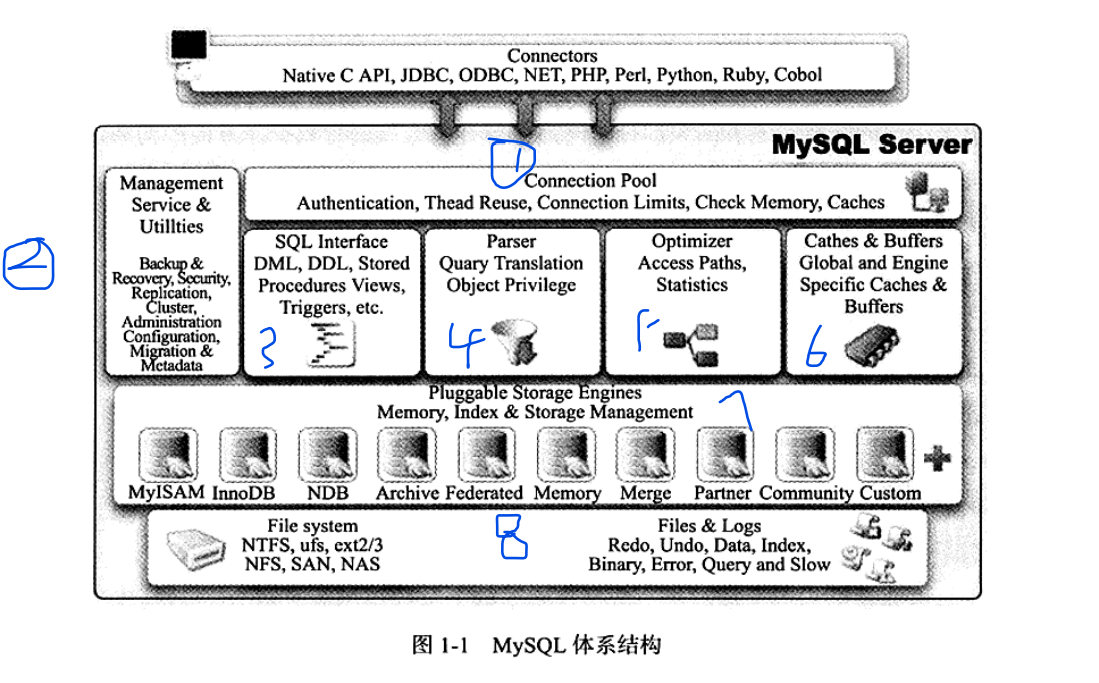 Connectors
Native C API, JDBC, ODBC, NET, PHP, Perl, Python, Ruby, Cobol
MySQL Server
1
Connection Pool
Authentication, Thead Reuse, Connection Limits, Check Memory, Caches
2
Management
Service &
Utillties
Backup &
Recovery, Security,
Replication,
Cluster,
Administration
Configuration,
Migration &
Metadata
SQL Interface
DML, DDL, Stored
Procedures Views,
Triggers, etc.
3
Parser
Quary Translation
Object Privilege
4
Optimizer
Access Paths,
Statistics
5
Cathes & Buffers
Global and Engine
Specific Caches &
Buffers
6
Pluggable Storage Engines
Memory, Index & Storage Management
7
MyISAM InnoDB NDB Archive Federated Memory Merge Partner Community Custom
File system
NTFS, ufs, ext2/3
NFS, SAN, NAS
8
Files & Logs
Redo, Undo, Data, Index,
Binary, Error, Query and Slow
图 1-1 MySQL 体系结构